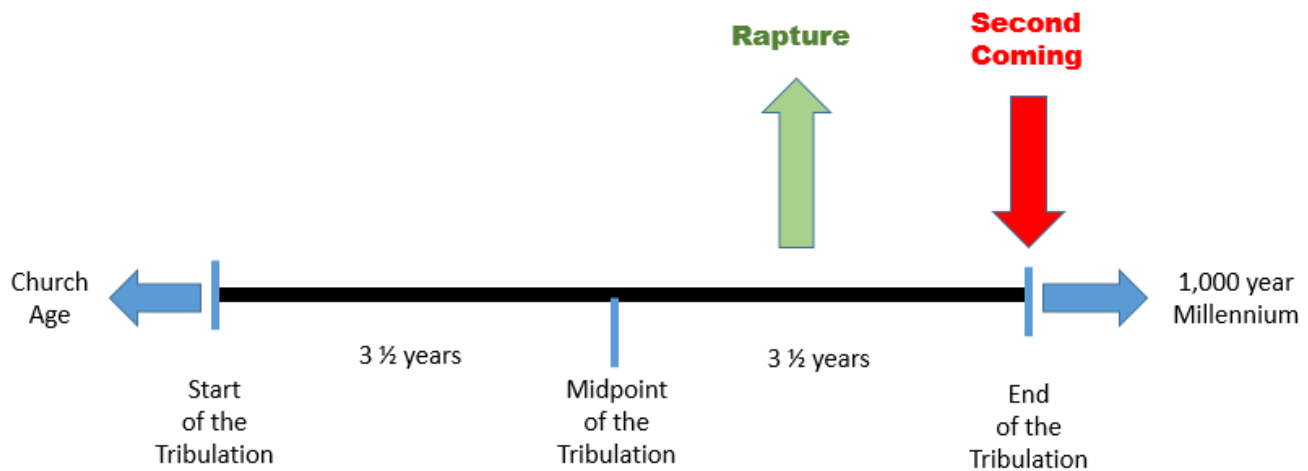 Rapture
Second
Coming
Church
Age
1,000 year
Millennium
3 ½ years
3 ½ years
Start
of the
Tribulation
Midpoint
of the
Tribulation
End
of the
Tribulation